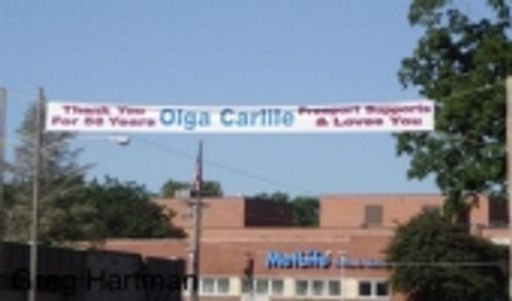 Thank You
For 58 Years
Olga Carlile
Freeport Supports
& Loves You
MetLife
Greg Hartman